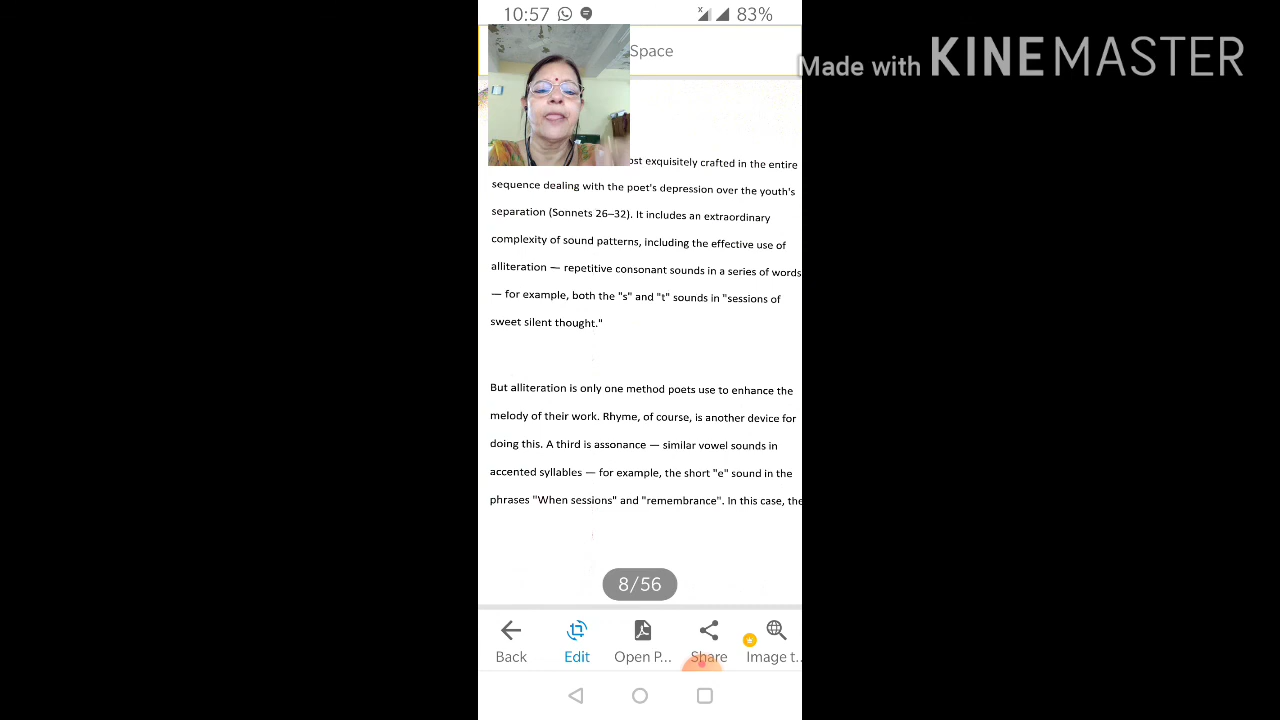 10:57
83%
Made with KINEMASTER
Space
exquisitely crafted in the entire
sequence dealing with the poet's depression over the youth's
separation (Sonnets 26–32). It includes an extraordinary
complexity of sound patterns, including the effective use of
alliteration — repetitive consonant sounds in a series of words
— for example, both the "s" and "t" sounds in "sessions of
sweet silent thought."
But alliteration is only one method poets use to enhance the
melody of their work. Rhyme, of course, is another device for
doing this. A third is assonance — similar vowel sounds in
accented syllables — for example, the short "e" sound in the
phrases "When sessions" and "remembrance". In this case, the
8/56
Back
Edit
Open P...
Share
Image t..